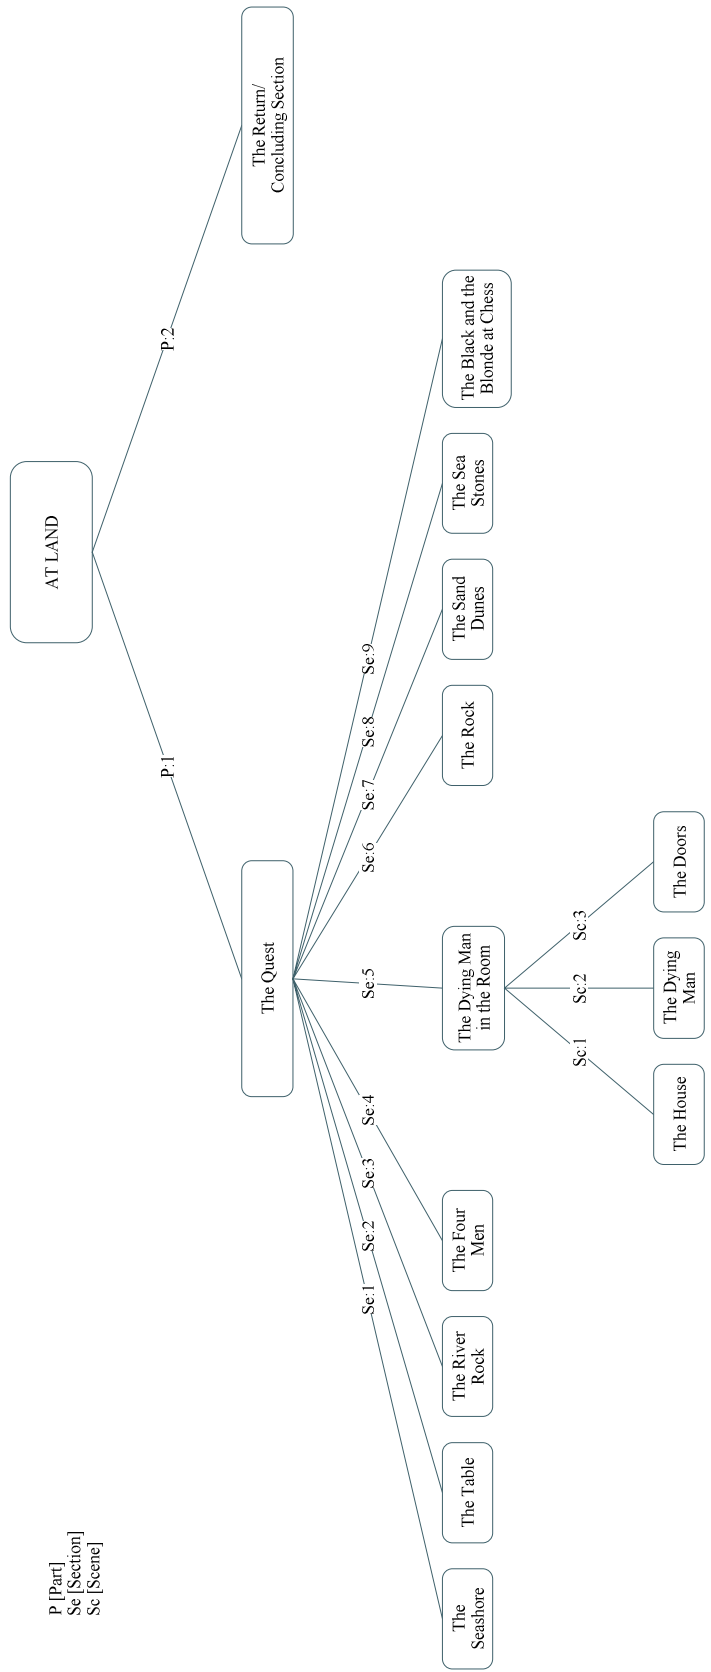 P [Part]
Se [Section]
Sc [Scene]
AT LAND
P:1
P:2
The Quest
The Return/
Concluding Section
Se:1
Se:2
Se:3
Se:4
Se:5
Se:6
Se:7
Se:8
Se:9
The
Seashore
The Table
The River
Rock
The Four
Men
The Dying Man
in the Room
The Rock
The Sand
Dunes
The Sea
Stones
The Black and the
Blonde at Chess
Sc:1
Sc:2
Sc:3
The House
The Dying
Man
The Doors